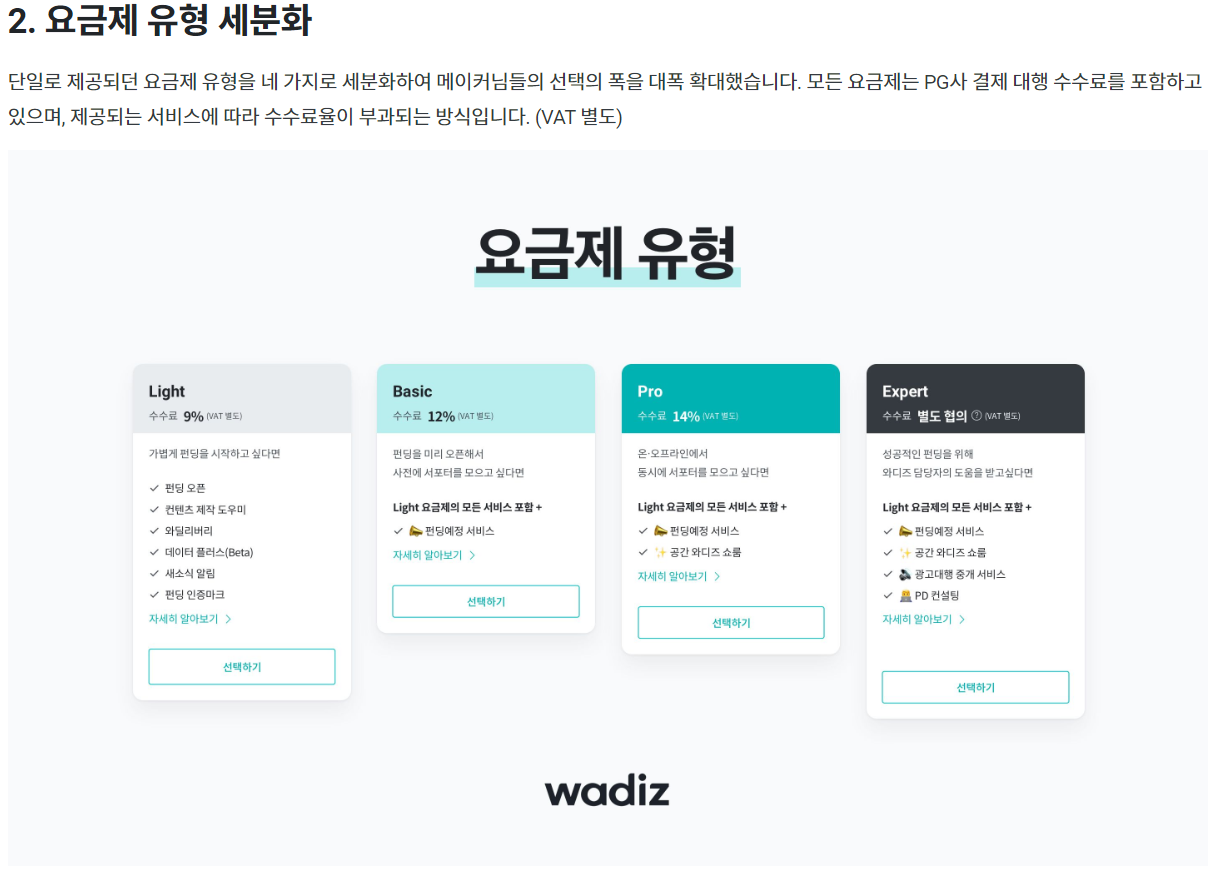 2. 요금제 유형 세분화
단일로 제공되던 요금제 유형을 네 가지로 세분화하여 메이커님들의 선택의 폭을 대폭 확대했습니다. 모든 요금제는 PG사 결제 대행 수수료를 포함하고
있으며, 제공되는 서비스에 따라 수수료율이 부과되는 방식입니다. (VAT 별도)
요금제 유형
Light
수수료 9% (VAT 별도)
가볍게 펀딩을 시작하고 싶다면
✓ 펀딩 오픈
✓ 컨텐츠 제작 도우미
✓ 와딜리버리
✓ 데이터 플러스(Beta)
✓ 새소식 알림
✓ 펀딩 인증마크
자세히 알아보기 >
선택하기
Basic
수수료 12% (VAT 별도)
펀딩을 미리 오픈해서
사전에 서포터를 모으고 싶다면
Light 요금제의 모든 서비스 포함 +
✓ 펀딩예정 서비스
자세히 알아보기 >
선택하기
Pro
수수료 14% (VAT 별도)
온·오프라인에서
동시에 서포터를 모으고 싶다면
Light 요금제의 모든 서비스 포함 +
✓ 펀딩예정 서비스
✓ ✨ 공간 와디즈 쇼룸
자세히 알아보기 >
선택하기
Expert
수수료 별도 협의 ? (VAT 별도)
성공적인 펀딩을 위해
와디즈 담당자의 도움을 받고싶다면
Light 요금제의 모든 서비스 포함 +
✓ 펀딩예정 서비스
✓ ✨ 공간 와디즈 쇼룸
✓ 광고대행 중개 서비스
✓ PD 컨설팅
자세히 알아보기 >
선택하기
wadiz